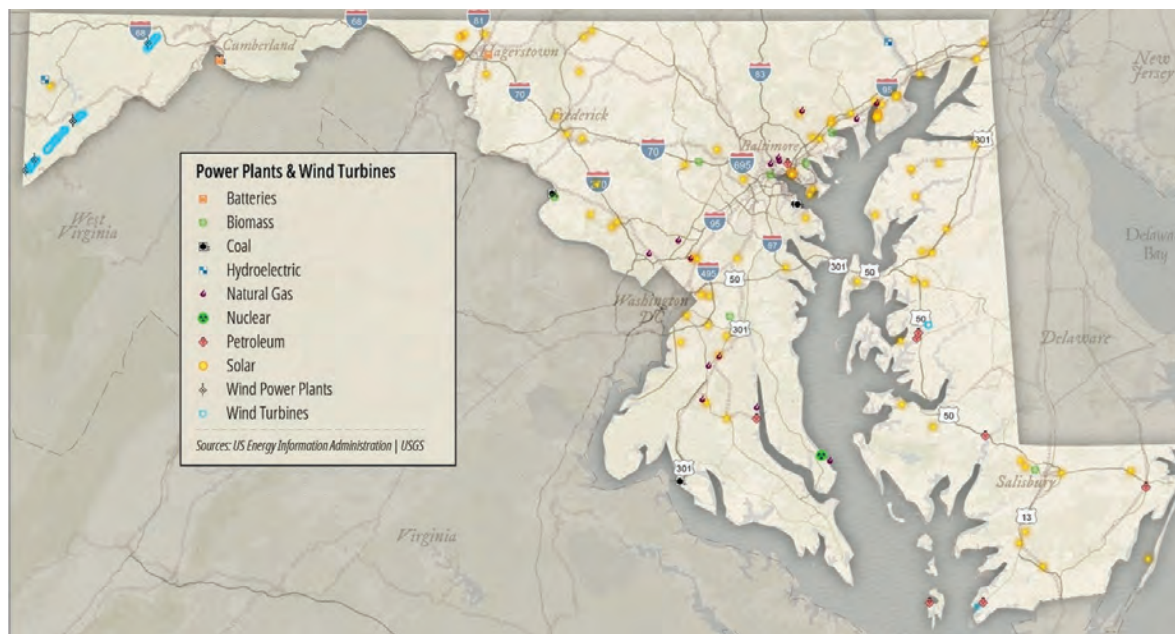 68
68
81
Cumberland
Hagerstown
New
Jersey
70
83
95
Frederick
301
70
Baltimore
695
Power Plants & Wind Turbines
Batteries
Biomass
Coal
Hydroelectric
Natural Gas
Nuclear
Petroleum
Solar
Wind Power Plants
Wind Turbines
Sources: US Energy Information Administration | USGS
West
Virginia
95
97
Delaware
Bay
301
50
495
50
Washington
DC
301
50
Delaware
50
301
Salisbury
13
Virginia